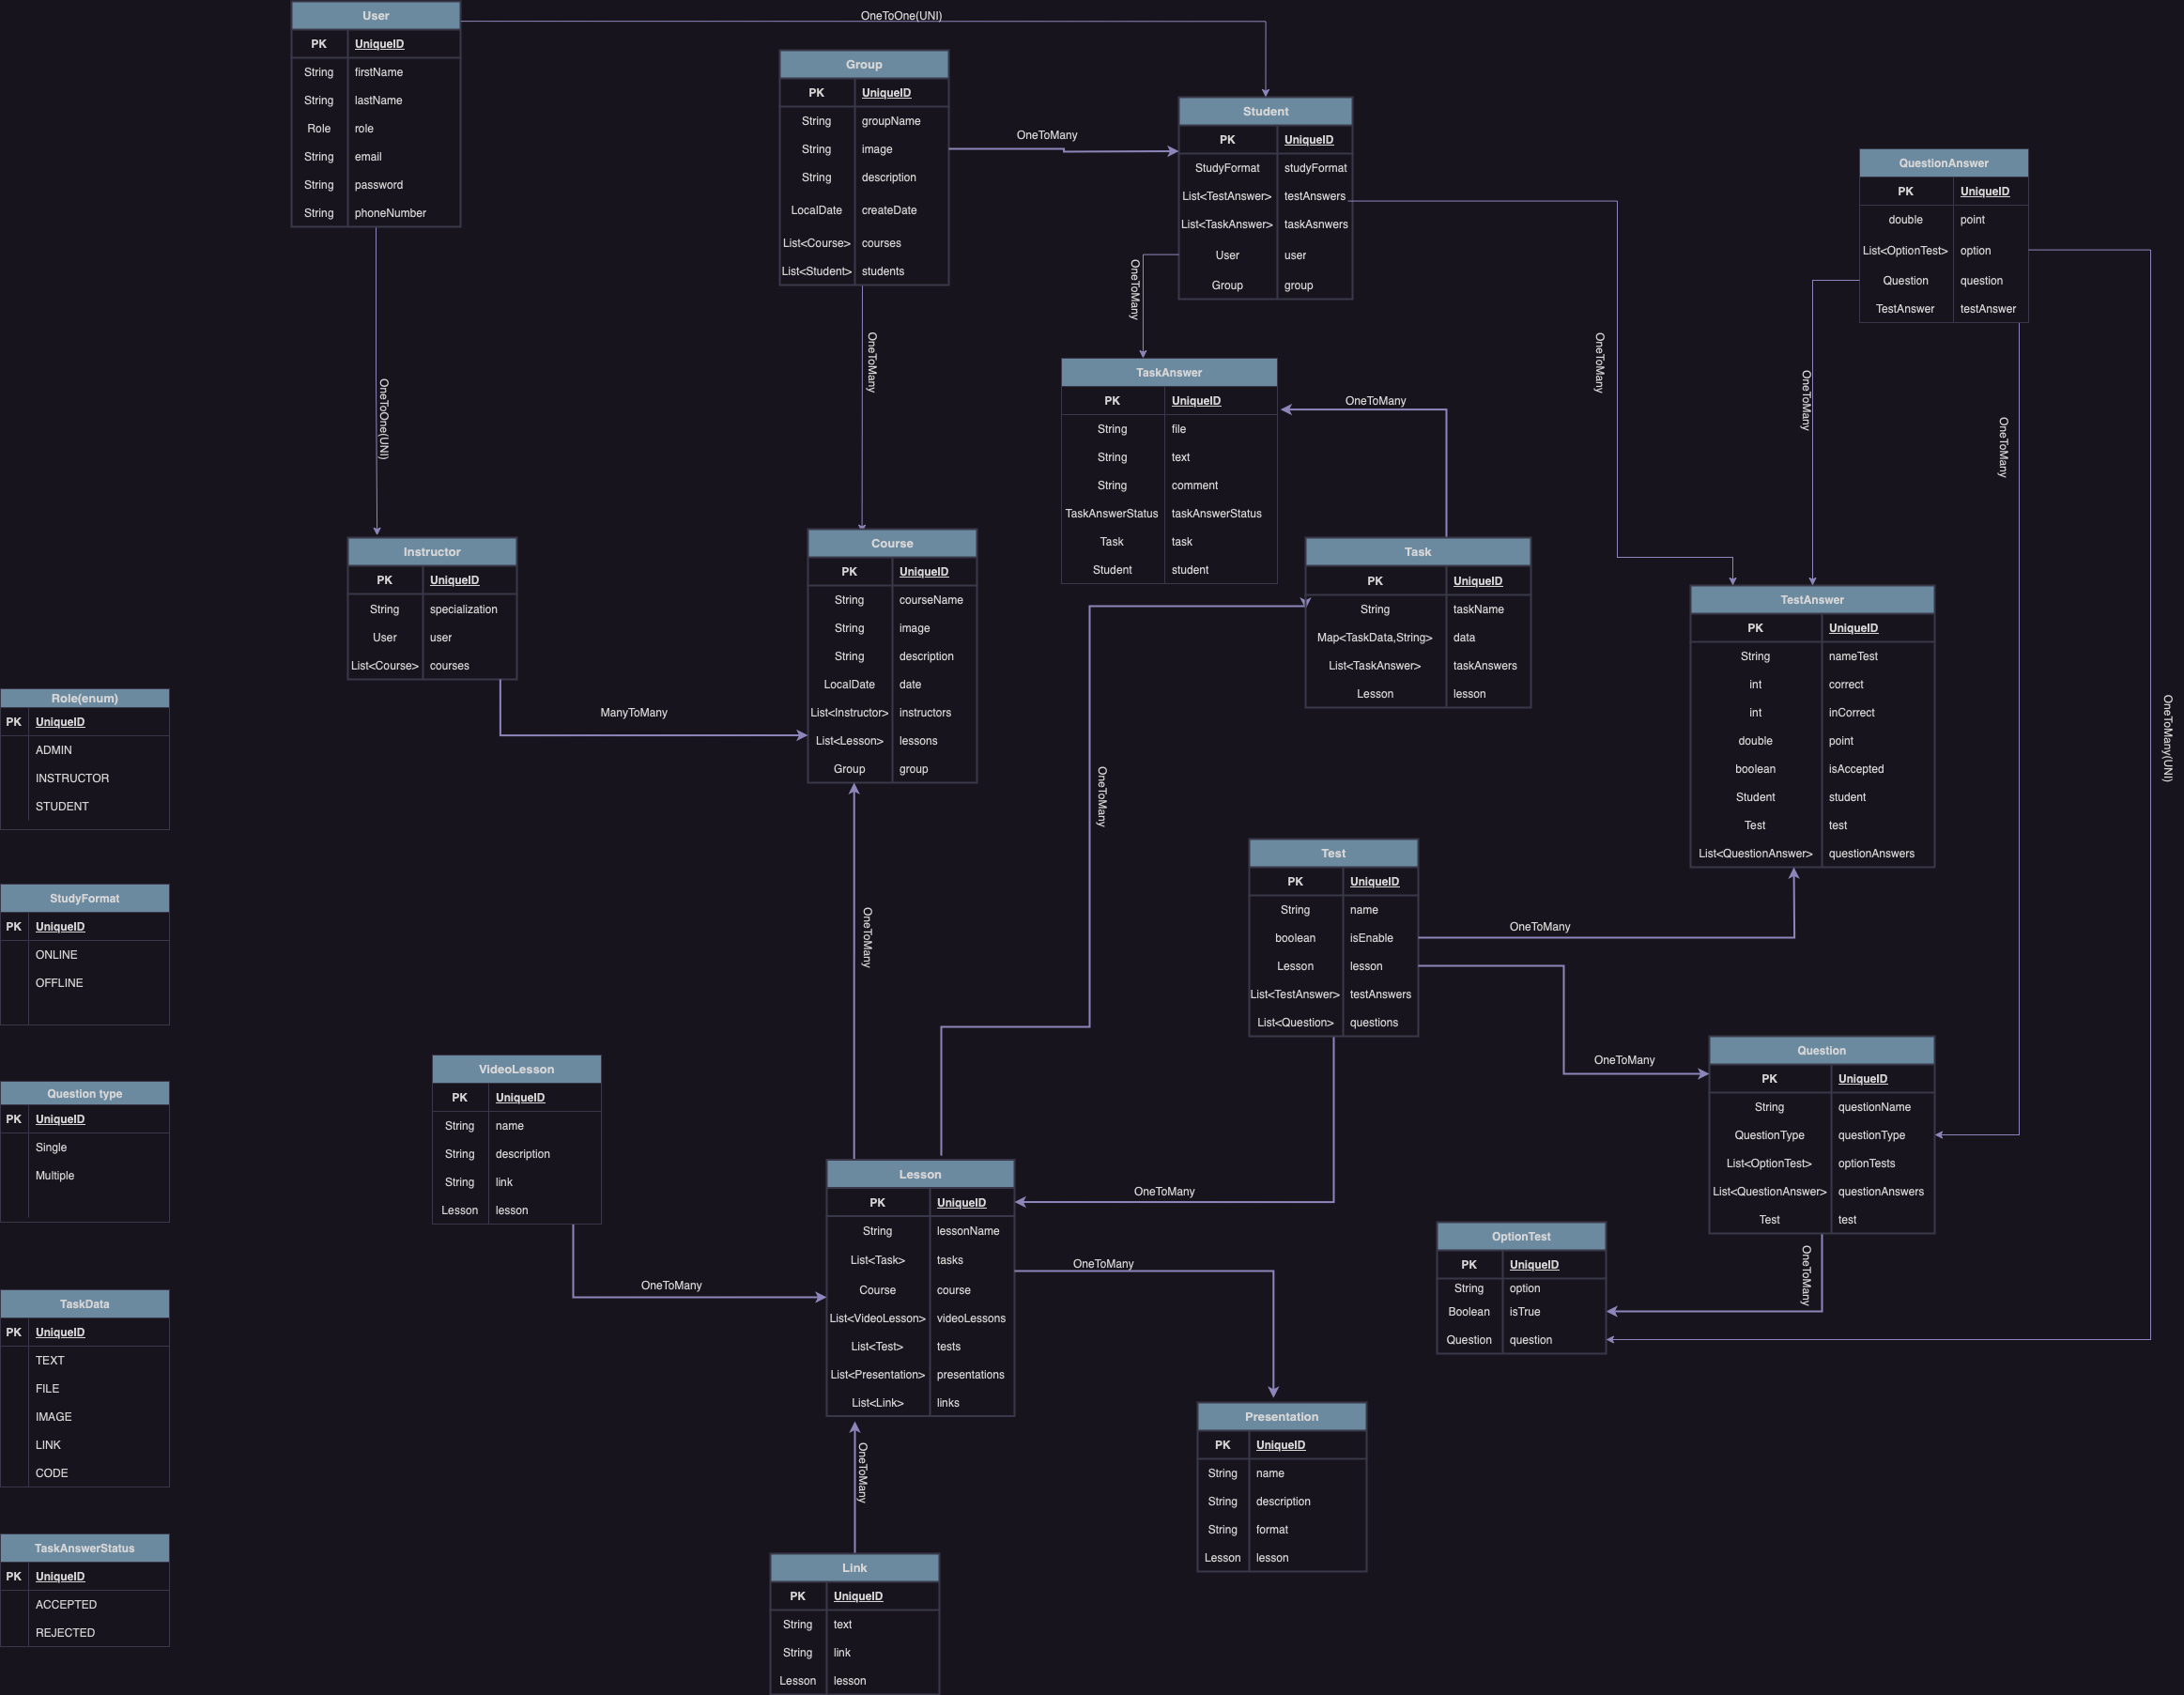 User
PK UniqueID
String firstName
String lastName
Role role
String email
String password
String phoneNumber
OneToOne(UNI)
Group
PK UniqueID
String groupName
String image
String description
LocalDate createDate
List<Course> courses
List<Student> students
OneToMany
Student
PK UniqueID
StudyFormat studyFormat
List<TestAnswer> testAnswers
List<TaskAnswer> taskAsnwers
User user
Group group
QuestionAnswer
PK UniqueID
double point
List<OptionTest> option
Question question
TestAnswer testAnswer
OneToMany
OneToMany
OneToMany
OneToMany
OneToMany
OneToOne(UNI)
TaskAnswer
PK UniqueID
String file
String text
String comment
TaskAnswerStatus taskAnswerStatus
Task task
Student student
OneToMany
Instructor
PK UniqueID
String specialization
User user
List<Course> courses
ManyToMany
Course
PK UniqueID
String courseName
String image
String description
LocalDate date
List<Instructor> instructors
List<Lesson> lessons
Group group
Task
PK UniqueID
String taskName
Map<TaskData,String> data
List<TaskAnswer> taskAnswers
Lesson lesson
TestAnswer
PK UniqueID
String nameTest
int correct
int inCorrect
double point
boolean isAccepted
Student student
Test test
List<QuestionAnswer> questionAnswers
OneToMany(UNI)
Role(enum)
PK UniqueID
ADMIN
INSTRUCTOR
STUDENT
OneToMany
OneToMany
Test
PK UniqueID
String name
boolean isEnable
Lesson lesson
List<TestAnswer> testAnswers
List<Question> questions
OneToMany
OneToMany
StudyFormat
PK UniqueID
ONLINE
OFFLINE
Question
PK UniqueID
String questionName
QuestionType questionType
List<OptionTest> optionTests
List<QuestionAnswer> questionAnswers
Test test
OneToMany
Question type
PK UniqueID
Single
Multiple
VideoLesson
PK UniqueID
String name
String description
String link
Lesson lesson
OneToMany
Lesson
PK UniqueID
String lessonName
List<Task> tasks
Course course
List<VideoLesson> videoLessons
List<Test> tests
List<Presentation> presentations
List<Link> links
OneToMany
OneToMany
OptionTest
PK UniqueID
String option
Boolean isTrue
Question question
TaskData
PK UniqueID
TEXT
FILE
IMAGE
LINK
CODE
OneToMany
Presentation
PK UniqueID
String name
String description
String format
Lesson lesson
TaskAnswerStatus
PK UniqueID
ACCEPTED
REJECTED
Link
PK UniqueID
String text
String link
Lesson lesson